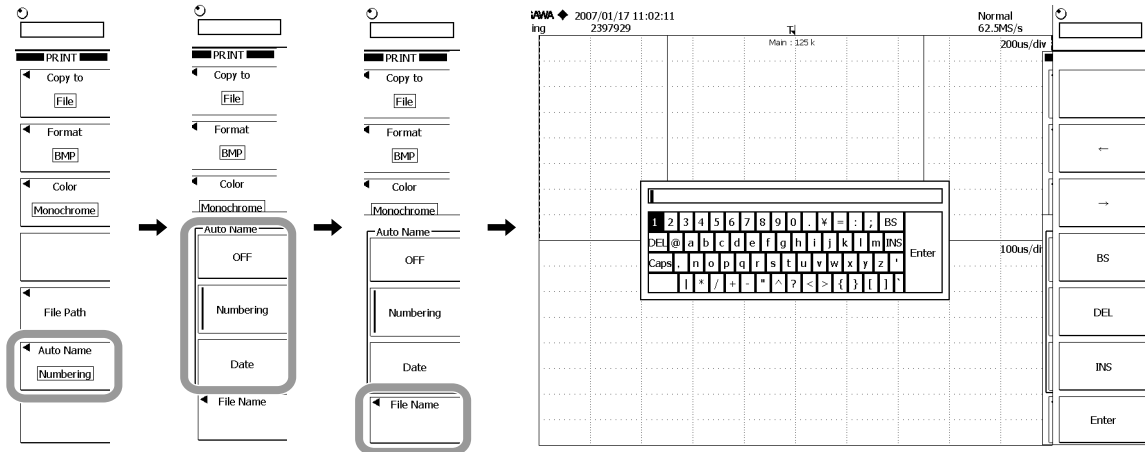 PRINT
Copy to
File
Format
BMP
Color
Monochrome
File Path
Auto Name
Numbering
PRINT
Copy to
File
Format
BMP
Color
Monochrome
Auto Name
OFF
Numbering
Date
File Name
PRINT
Copy to
File
Format
BMP
Color
Monochrome
Auto Name
OFF
Numbering
Date
File Name
2007/01/17 11:02:11
2397929
Normal
62.5MS/s
Main : 125 k
200us/div
1 2 3 4 5 6 7 8 9 0 . ¥ = : ; BS
DEL @ a b c d e f g h i j k l m INS
Caps , n o p q r s t u v w x y z '
| * / + - " ^ ? < > { } [ ] `
Enter
100us/di
←
→
BS
DEL
INS
Enter